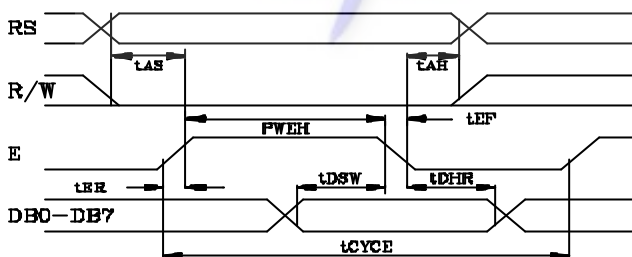 RS
tAS
tAH
R/W
PWEH
tEF
E
tER
tDSW
tDHR
DB0-DB7
tCYCE